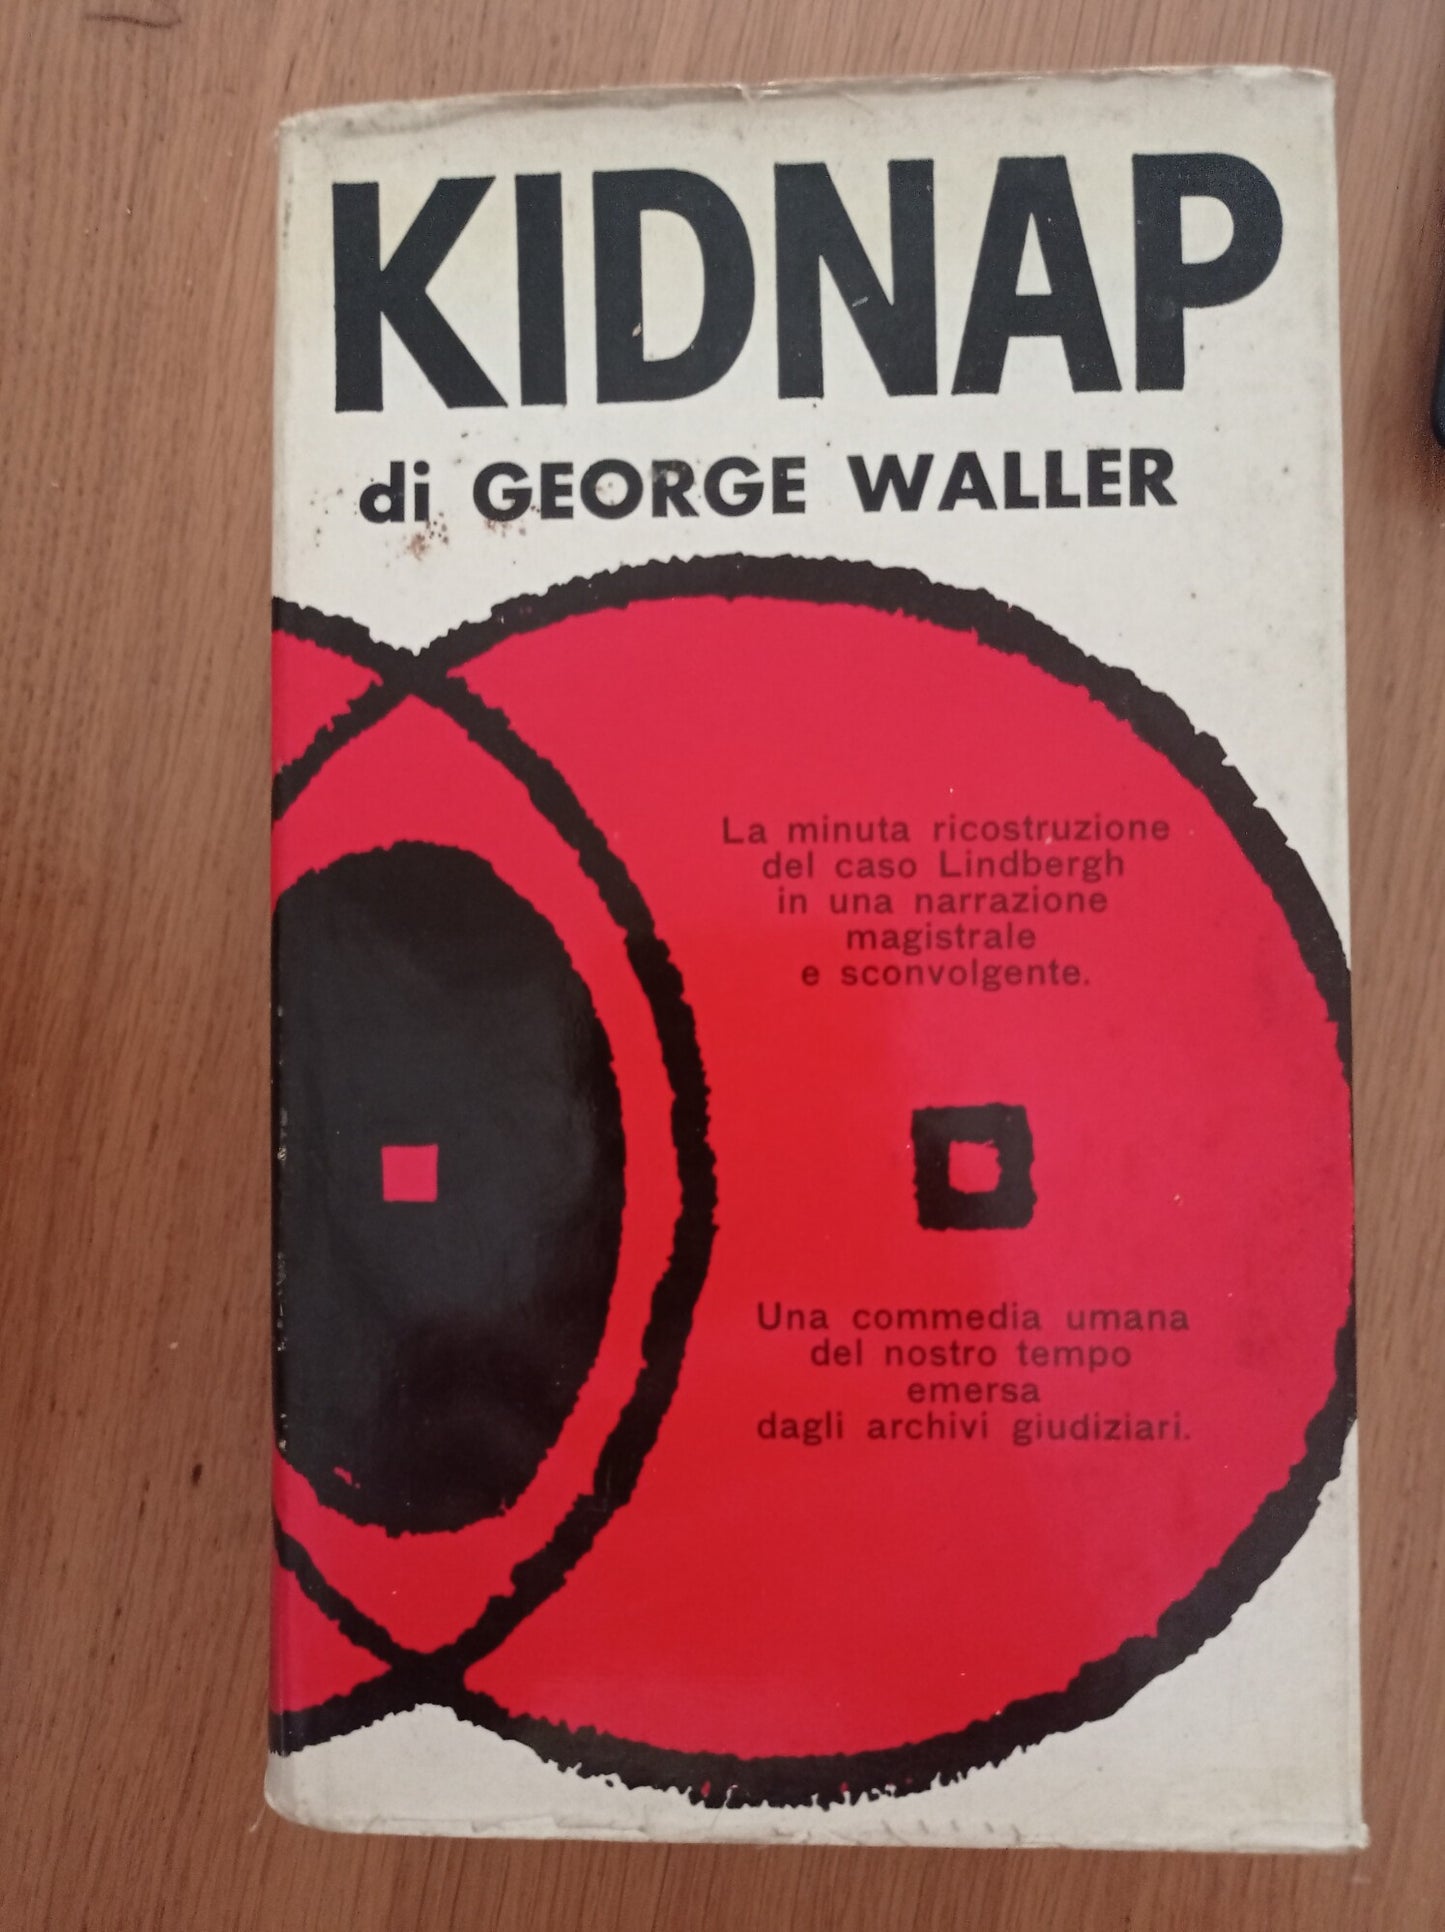 KIDNAP
di GEORGE WALLER
La minuta ricostruzione
del caso Lindbergh
in una narrazione
magistrale
e sconvolgente.
Una commedia umana
del nostro tempo
emersa
dagli archivi giudiziari.